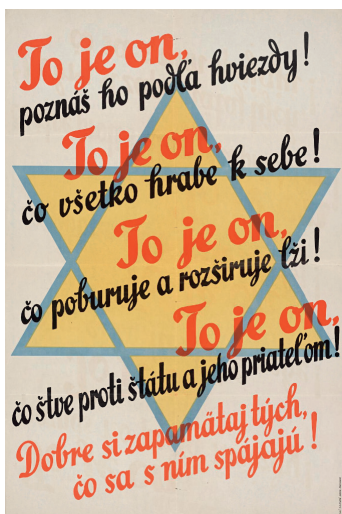 To je on,
poznáš ho podľa hviezdy!
To je on,
čo všetko hrabe k sebe!
To je on,
čo poburuje a rozširuje lži!
To je on,
čo štve proti štátu a jeho priateľom!
Dobre si zapamätaj tých,
čo sa s ním spájajú!